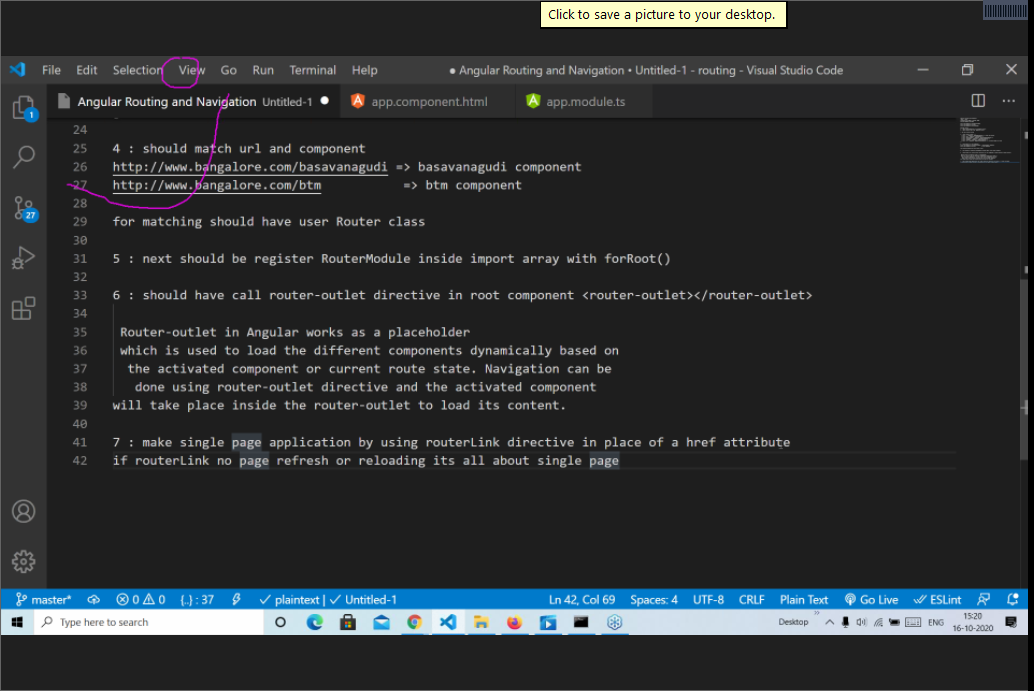 Click to save a picture to your desktop.
File Edit Selection View Go Run Terminal Help ● Angular Routing and Navigation • Untitled-1 - routing - Visual Studio Code
Angular Routing and Navigation Untitled-1 ● app.component.html app.module.ts
1
24
25 4 : should match url and component
26 http://www.bangalore.com/basavanagudi => basavanagudi component
27 http://www.bangalore.com/btm => btm component
27
28
29 for matching should have user Router class
30
31 5 : next should be register RouterModule inside import array with forRoot()
32
33 6 : should have call router-outlet directive in root component <router-outlet></router-outlet>
34
35 Router-outlet in Angular works as a placeholder
36 which is used to load the different components dynamically based on
37 the activated component or current route state. Navigation can be
38 done using router-outlet directive and the activated component
39 will take place inside the router-outlet to load its content.
40
41 7 : make single page application by using routerLink directive in place of a href attribute
42 if routerLink no page refresh or reloading its all about single page
master* 0 0 {..} : 37 plaintext | Untitled-1 Ln 42, Col 69 Spaces: 4 UTF-8 CRLF Plain Text Go Live ESLint
Type here to search Desktop ENG 15:20
16-10-2020